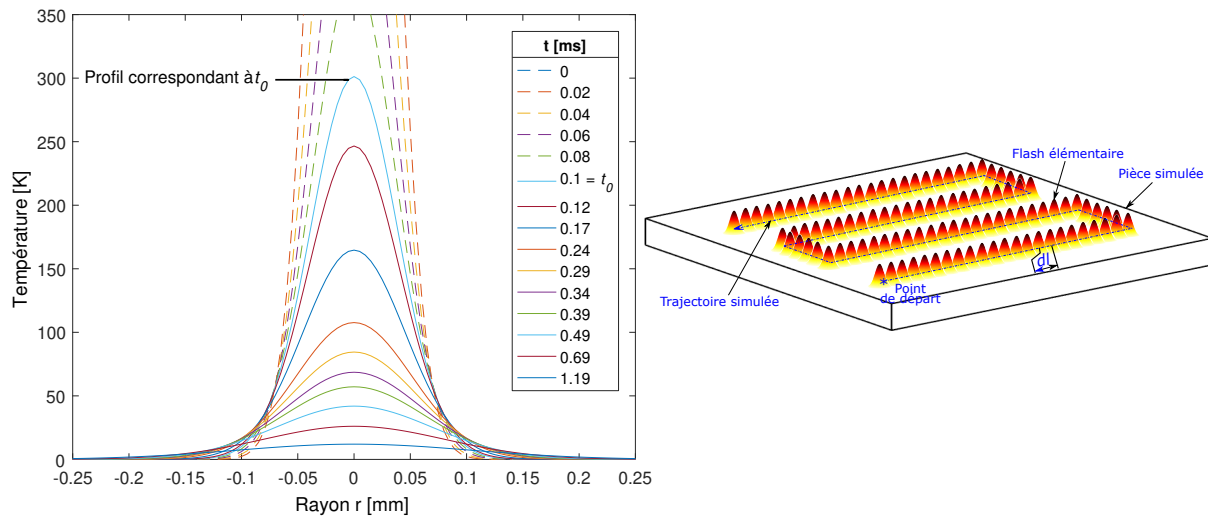 350
300
250
200
150
100
50
0
Température [K]
Profil correspondant à t0
t [ms]
0
0.02
0.04
0.06
0.08
0.1 = t0
0.12
0.17
0.24
0.29
0.34
0.39
0.49
0.69
1.19
-0.25 -0.2 -0.15 -0.1 -0.05 0 0.05 0.1 0.15 0.2 0.25
Rayon r [mm]
Flash élémentaire
Pièce simulée
Trajectoire simulée
dl
* Point
de départ